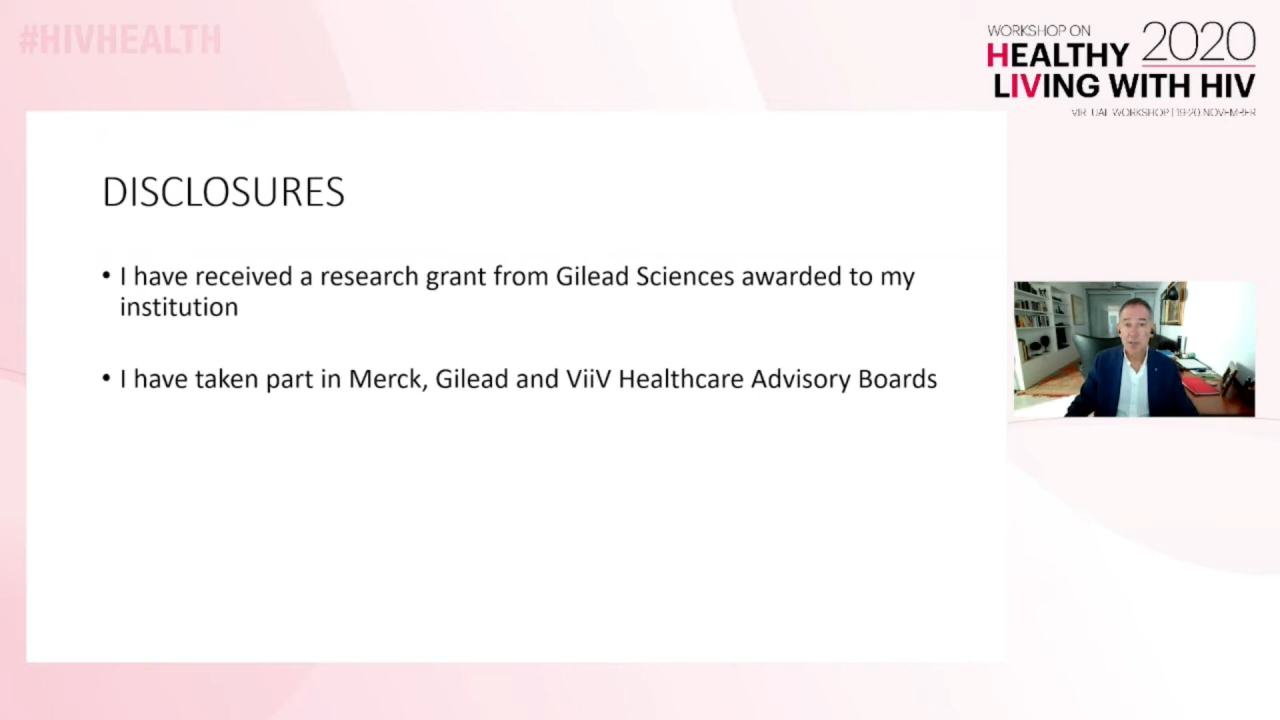 #HIVHEALTH
WORKSHOP ON
HEALTHY 2020
LIVING WITH HIV
VIRTUAL WORKSHOP | 19-20 NOVEMBER
DISCLOSURES
• I have received a research grant from Gilead Sciences awarded to my
institution
• I have taken part in Merck, Gilead and ViiV Healthcare Advisory Boards